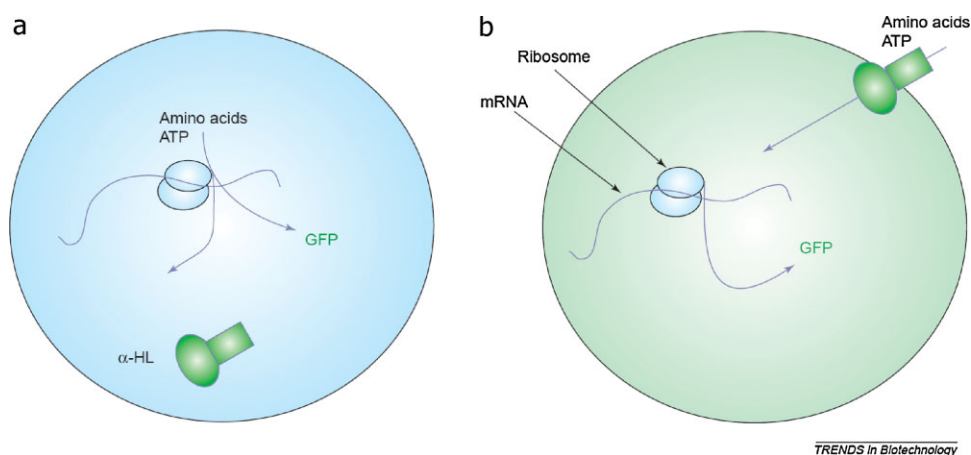 a
Amino acids
ATP
GFP
α-HL
b
Amino acids
ATP
Ribosome
mRNA
GFP
TRENDS in Biotechnology